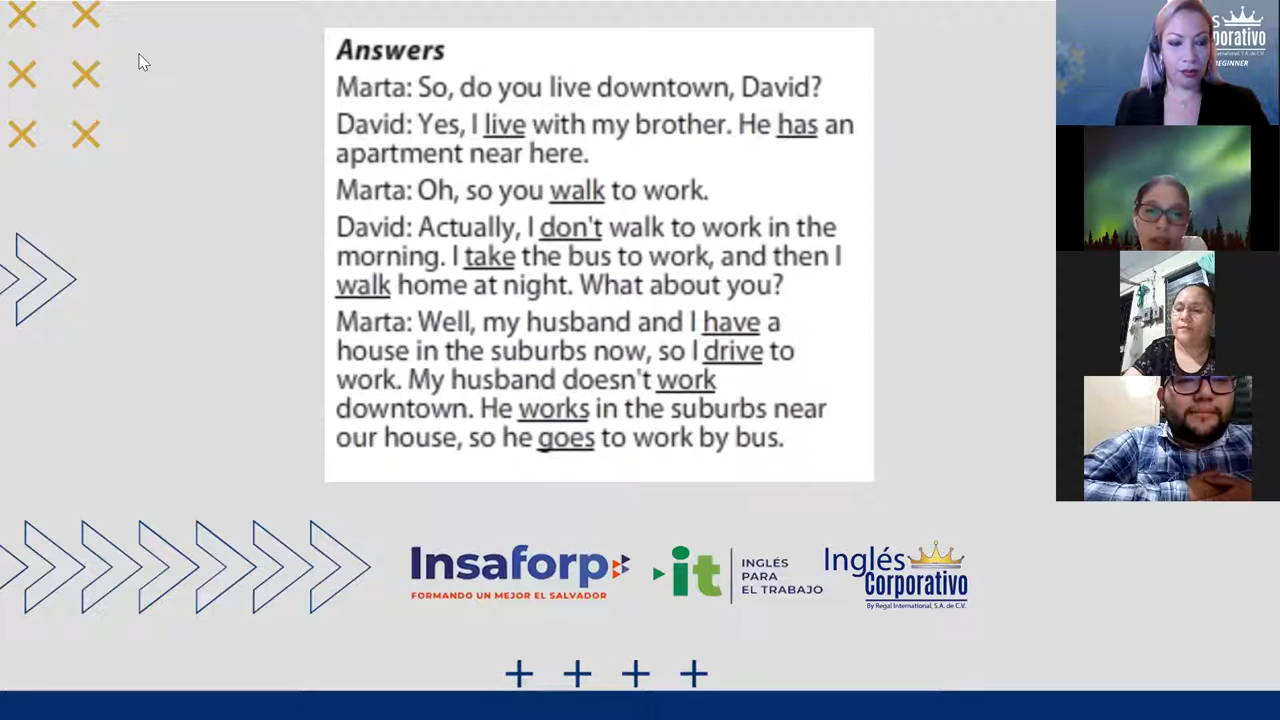 Answers
Marta: So, do you live downtown, David?
David: Yes, I live with my brother. He has an
apartment near here.
Marta: Oh, so you walk to work.
David: Actually, I don't walk to work in the
morning. I take the bus to work, and then I
walk home at night. What about you?
Marta: Well, my husband and I have a
house in the suburbs now, so I drive to
work. My husband doesn't work
downtown. He works in the suburbs near
our house, so he goes to work by bus.
Insaforp
FORMANDO UN MEJOR EL SALVADOR
it
INGLÉS
PARA
EL TRABAJO
Inglés
Corporativo
By Regal International, S.A. de C.V.
S
porativo
International, S.A. de C.V.
EGINNER